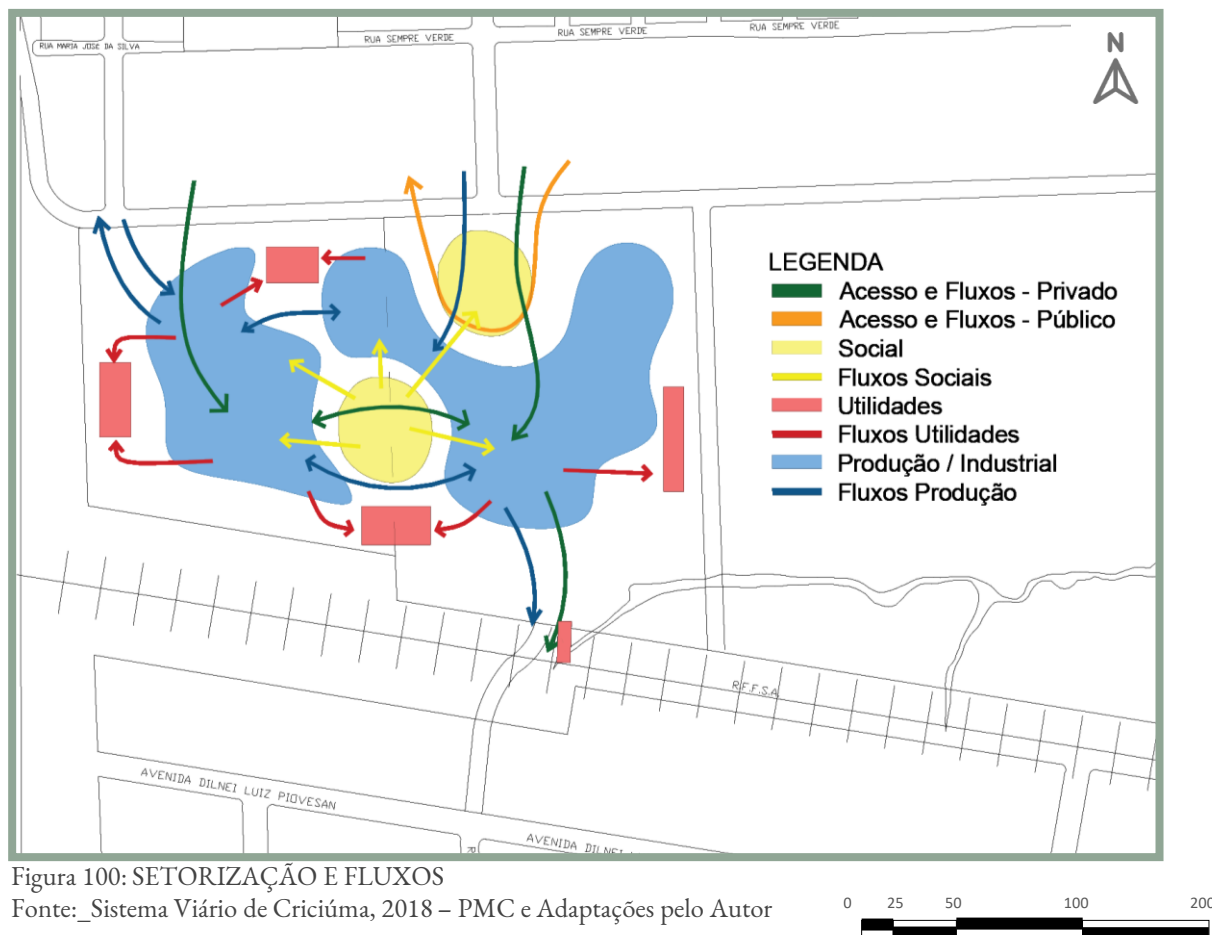 RUA MARIA JOSE DA SILVA
RUA SEMPRE VERDE
RUA SEMPRE VERDE
RUA SEMPRE VERDE
N
LEGENDA
Acesso e Fluxos - Privado
Acesso e Fluxos - Público
Social
Fluxos Sociais
Utilidades
Fluxos Utilidades
Produção / Industrial
Fluxos Produção
R.F.F.S.A
AVENIDA DILNEI LUIZ PIOVESAN
AVENIDA DILNEI
Figura 100: SETORIZAÇÃO E FLUXOS
Fonte:_Sistema Viário de Criciúma, 2018 – PMC e Adaptações pelo Autor
0 25 50 100 200